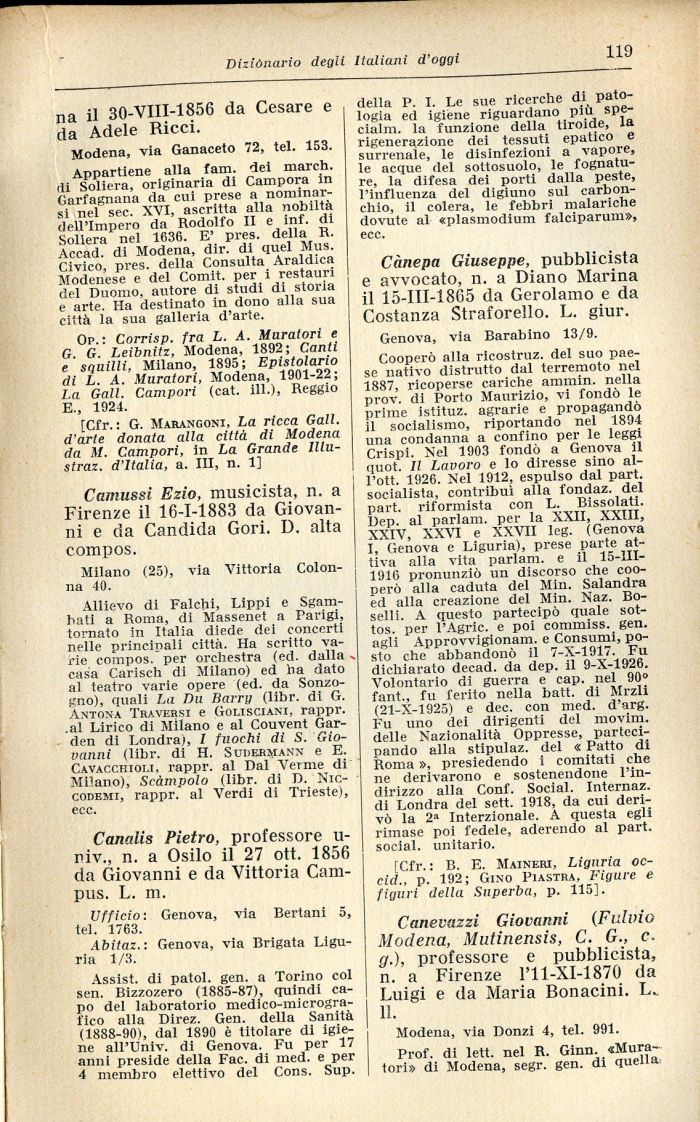 Dizionario degli Italiani d'oggi
119
na il 30-VIII-1856 da Cesare e
da Adele Ricci.
Modena, via Ganaceto 72, tel. 153.
Appartiene alla fam. dei march.
di Soliera, originaria di Campora in
Garfagnana da cui prese a nominar-
si nel sec. XVI, ascritta alla nobiltà
dell'Impero da Rodolfo II e inf. di
Soliera nel 1636. E' pres. della R.
Accad. di Modena, dir. di quel Mus.
Civico, pres. della Consulta Araldica
Modenese e del Comit. per i restauri
del Duomo, autore di studi di storia
e arte. Ha destinato in dono alla sua
città la sua galleria d'arte.
Op.: Corrisp. fra L. A. Muratori e
G. G. Leibnitz, Modena, 1892; Canti
e squilli, Milano, 1895; Epistolario
di L. A. Muratori, Modena, 1901-22;
La Gall. Campori (cat. ill.), Reggio
E., 1924.
[Cfr.: G. Marangoni, La ricca Gall.
d'arte donata alla città di Modena
da M. Campori, in La Grande Illu-
straz. d'Italia, a. III, n. 1]
Camussi Ezio, musicista, n. a
Firenze il 16-I-1883 da Giovan-
ni e da Candida Gori. D. alta
compos.
Milano (25), via Vittoria Colon-
na 40.
Allievo di Falchi, Lippi e Sgam-
bati a Roma, di Massenet a Parigi,
tornato in Italia diede dei concerti
nelle principali città. Ha scritto va-
rie compos. per orchestra (ed. dalla
casa Carisch di Milano) ed ha dato
al teatro varie opere (ed. da Sonzo-
gno), quali La Du Barry (libr. di G.
Antona Traversi e Golisciani, rappr.
al Lirico di Milano e al Couvent Gar-
den di Londra), I fuochi di S. Gio-
vanni (libr. di H. Sudermann e E.
Cavacchioli, rappr. al Dal Verme di
Milano), Scàmpolo (libr. di D. Nic-
codemi, rappr. al Verdi di Trieste),
ecc.
Canalis Pietro, professore u-
niv., n. a Osilo il 27 ott. 1856
da Giovanni e da Vittoria Cam-
pus. L. m.
Ufficio: Genova, via Bertani 5,
tel. 1763.
Abitaz.: Genova, via Brigata Ligu-
ria 1/3.
Assist. di patol. gen. a Torino col
sen. Bizzozero (1885-87), quindi ca-
po del laboratorio medico-microgra-
fico alla Direz. Gen. della Sanità
(1888-90), dal 1890 è titolare di igie-
ne all'Univ. di Genova. Fu per 17
anni preside della Fac. di med. e per
4 membro elettivo del Cons. Sup.
della P. I. Le sue ricerche di pato-
logia ed igiene riguardano più spe-
cialm. la funzione della tiroide, la
rigenerazione dei tessuti epatico e
surrenale, le disinfezioni a vapore,
le acque del sottosuolo, le fognatu-
re, la difesa dei porti dalla peste,
l'influenza del digiuno sul carbon-
chio, il colera, le febbri malariche
dovute al «plasmodium falciparum»,
ecc.
Cànepa Giuseppe, pubblicista
e avvocato, n. a Diano Marina
il 15-III-1865 da Gerolamo e da
Costanza Straforello. L. giur.
Genova, via Barabino 13/9.
Cooperò alla ricostruz. del suo pae-
se nativo distrutto dal terremoto nel
1887, ricoperse cariche ammin. nella
prov. di Porto Maurizio, vi fondò le
prime istituz. agrarie e propagandò
il socialismo, riportando nel 1894
una condanna a confino per le leggi
Crispi. Nel 1903 fondò a Genova il
quot. Il Lavoro e lo diresse sino al-
l'ott. 1926. Nel 1912, espulso dal part.
socialista, contribuì alla fondaz. del
part. riformista con L. Bissolati.
Dep. al parlam. per la XXII, XXIII,
XXIV, XXVI e XXVII leg. (Genova
I, Genova e Liguria), prese parte at-
tiva alla vita parlam. e il 15-III-
1916 pronunziò un discorso che coo-
però alla caduta del Min. Salandra
ed alla creazione del Min. Naz. Bo-
selli. A questo partecipò quale sot-
tos. per l'Agric. e poi commiss. gen.
agli Approvvigionam. e Consumi, po-
sto che abbandonò il 7-X-1917. Fu
dichiarato decad. da dep. il 9-X-1926.
Volontario di guerra e cap. nel 90º
fant., fu ferito nella batt. di Mrzli
(21-X-1925) e dec. con med. d'arg.
Fu uno dei dirigenti del movim.
delle Nazionalità Oppresse, parteci-
pando alla stipulaz. del « Patto di
Roma », presiedendo i comitati che
ne derivarono e sostenendone l'in-
dirizzo alla Conf. Social. Internaz.
di Londra del sett. 1918, da cui deri-
vò la 2ª Interzionale. A questa egli
rimase poi fedele, aderendo al part.
social. unitario.
[Cfr.: B. E. Maineri, Liguria oc-
cid., p. 192; Gino Piastra, Figure e
figuri della Superba, p. 115].
Canevazzi Giovanni (Fulvio
Modena, Mutinensis, C. G., c.
g.), professore e pubblicista,
n. a Firenze l'11-XI-1870 da
Luigi e da Maria Bonacini. L.
ll.
Modena, via Donzi 4, tel. 991.
Prof. di lett. nel R. Ginn. «Mura-
tori» di Modena, segr. gen. di quella